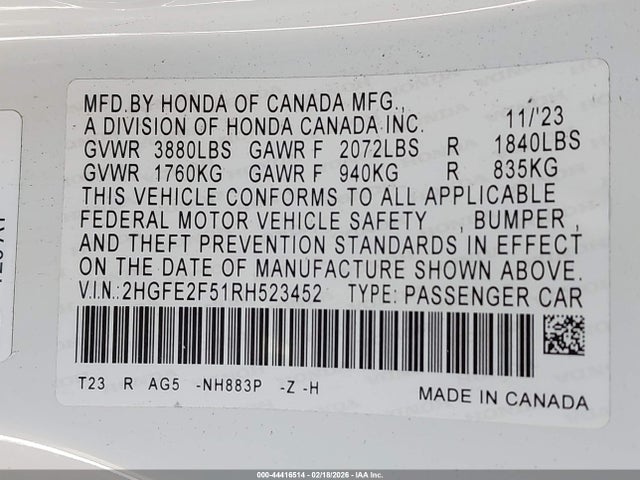 MFD.BY HONDA OF CANADA MFG.,
A DIVISION OF HONDA CANADA INC. 11/'23
GVWR 3880LBS GAWR F 2072LBS R 1840LBS
GVWR 1760KG GAWR F 940KG R 835KG
THIS VEHICLE CONFORMS TO ALL APPLICABLE
FEDERAL MOTOR VEHICLE SAFETY , BUMPER ,
AND THEFT PREVENTION STANDARDS IN EFFECT
ON THE DATE OF MANUFACTURE SHOWN ABOVE.
V.I.N.:2HGFE2F51RH523452 TYPE: PASSENGER CAR
T23 R AG5 -NH883P -Z -H
MADE IN CANADA
000-44416514 | 02/18/2026 - IAA, Inc.